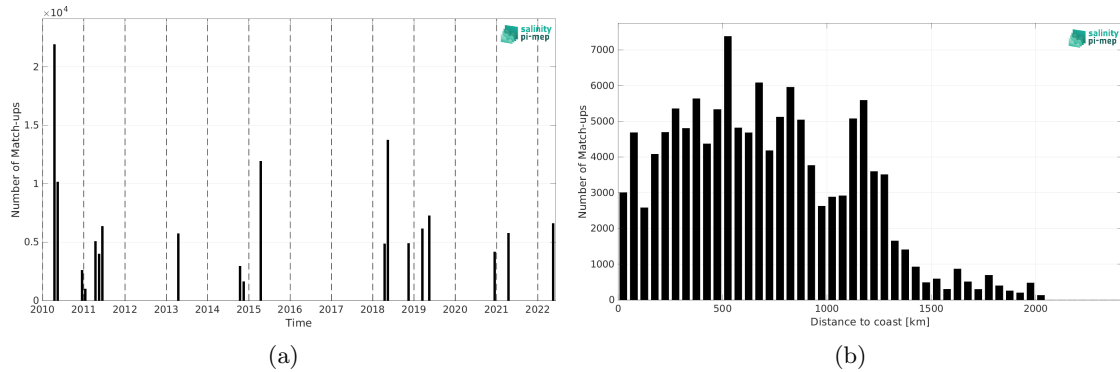 ×10⁴
salinity
pi-mep
2
1.5
1
0.5
0
Number of Match-ups
2010 2011 2012 2013 2014 2015 2016 2017 2018 2019 2020 2021 2022
Time
(a)
salinity
pi-mep
7000
6000
5000
4000
3000
2000
1000
0
Number of Match-ups
0 500 1000 1500 2000
Distance to coast [km]
(b)